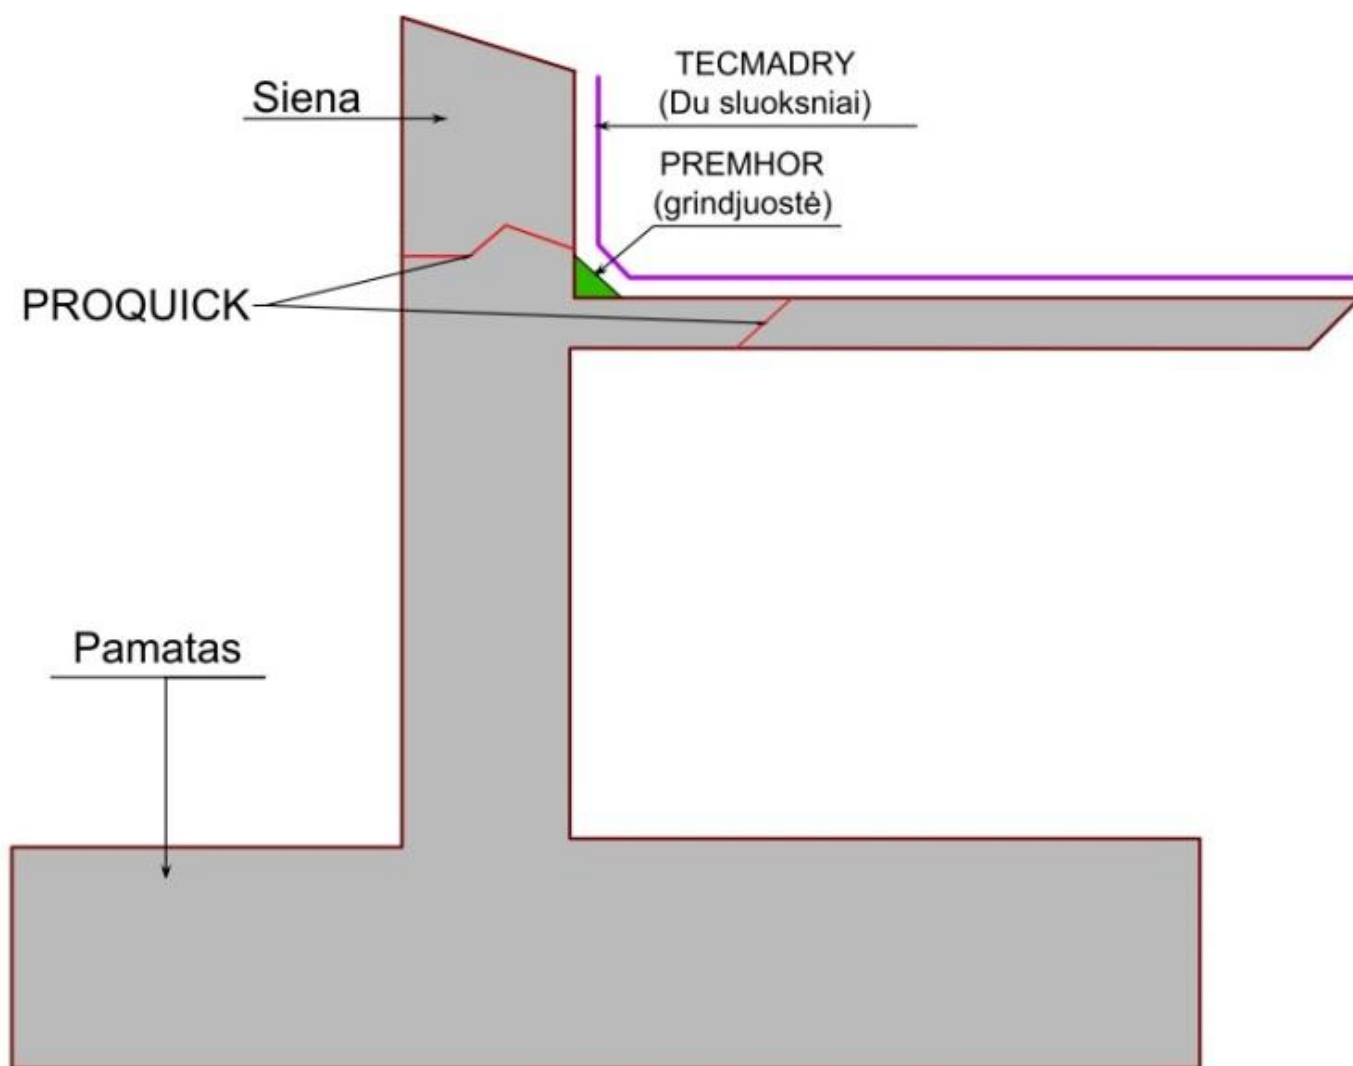 TECMADRY
(Du sluoksniai)
Siena
PREMHOR
(grindjuostė)
PROQUICK
Pamatas